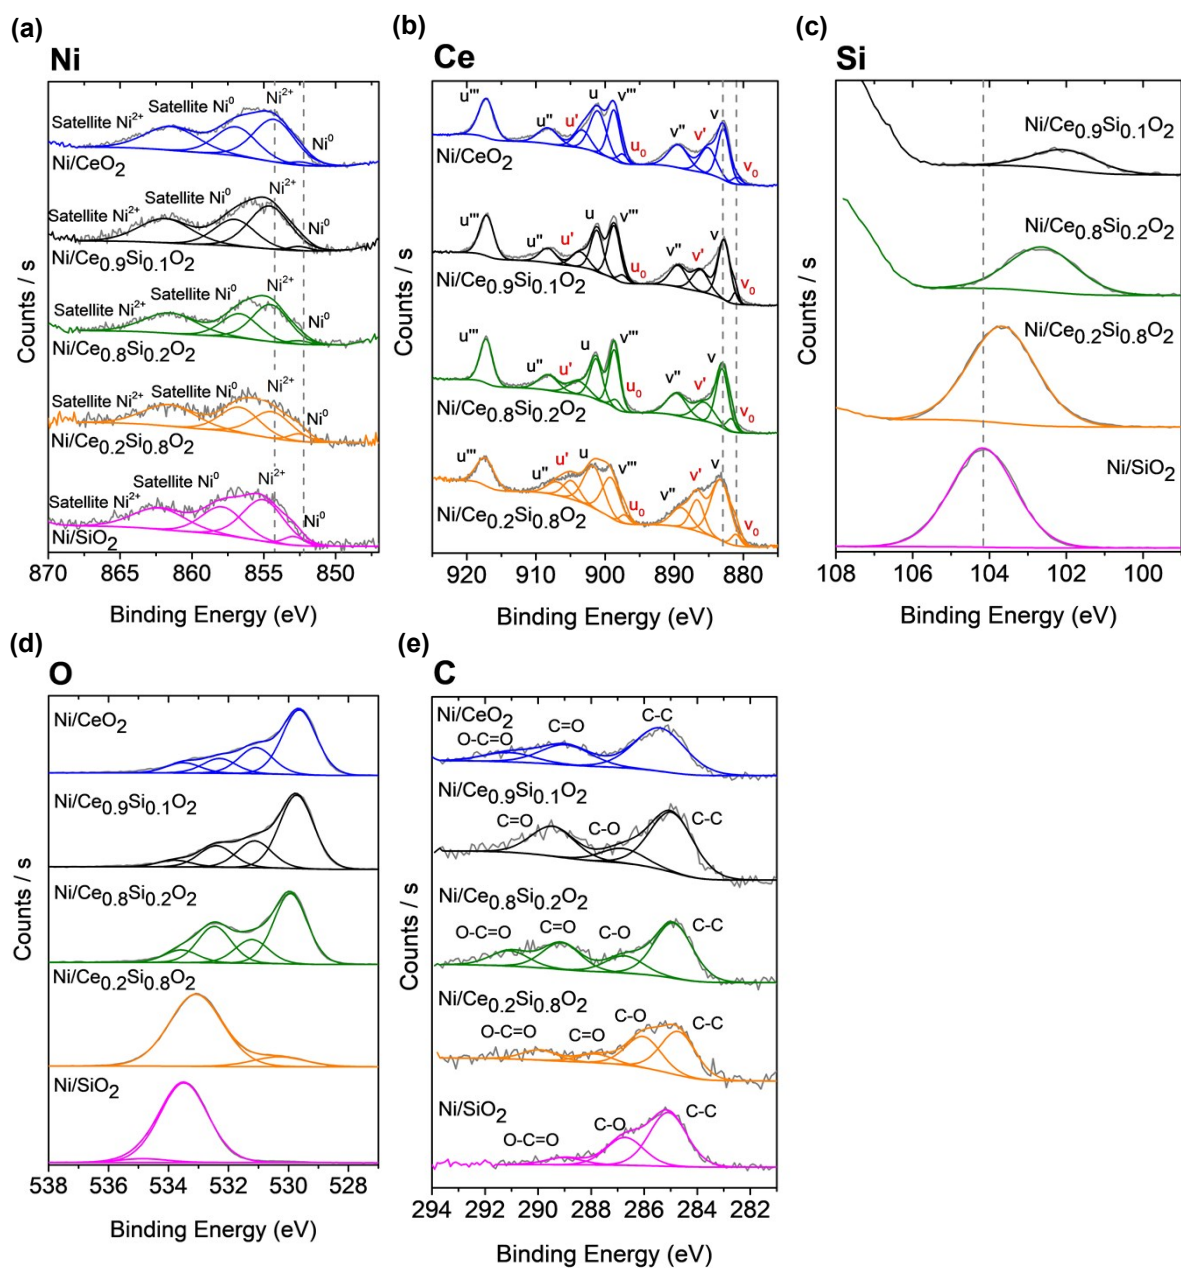 (a)
Ni
Satellite Ni2+
Satellite Ni0
Ni2+
Ni0
Ni/CeO2
Satellite Ni2+
Satellite Ni0
Ni2+
Ni0
Ni/Ce0.9Si0.1O2
Satellite Ni2+
Satellite Ni0
Ni2+
Ni0
Ni/Ce0.8Si0.2O2
Satellite Ni2+
Satellite Ni0
Ni2+
Ni0
Ni/Ce0.2Si0.8O2
Satellite Ni2+
Satellite Ni0
Ni2+
Ni0
Ni/SiO2
Counts / s
870 865 860 855 850
Binding Energy (eV)
(b)
Ce
u''' u'' u' u v''' u0 v'' v' v v0
Ni/CeO2
u''' u'' u' u v''' u0 v'' v' v v0
Ni/Ce0.9Si0.1O2
u''' u'' u' u v''' u0 v'' v' v v0
Ni/Ce0.8Si0.2O2
u''' u'' u' u v''' u0 v'' v' v v0
Ni/Ce0.2Si0.8O2
Counts / s
920 910 900 890 880
Binding Energy (eV)
(c)
Si
Ni/Ce0.9Si0.1O2
Ni/Ce0.8Si0.2O2
Ni/Ce0.2Si0.8O2
Ni/SiO2
108 106 104 102 100
Binding Energy (eV)
(d)
O
Ni/CeO2
Ni/Ce0.9Si0.1O2
Ni/Ce0.8Si0.2O2
Ni/Ce0.2Si0.8O2
Ni/SiO2
Counts / s
538 536 534 532 530 528
Binding Energy (eV)
(e)
C
Ni/CeO2
O-C=O C=O C-C
Ni/Ce0.9Si0.1O2
C=O C-O C-C
Ni/Ce0.8Si0.2O2
O-C=O C=O C-O C-C
Ni/Ce0.2Si0.8O2
O-C=O C=O C-O C-C
Ni/SiO2
O-C=O C-O C-C
Counts / s
294 292 290 288 286 284 282
Binding Energy (eV)